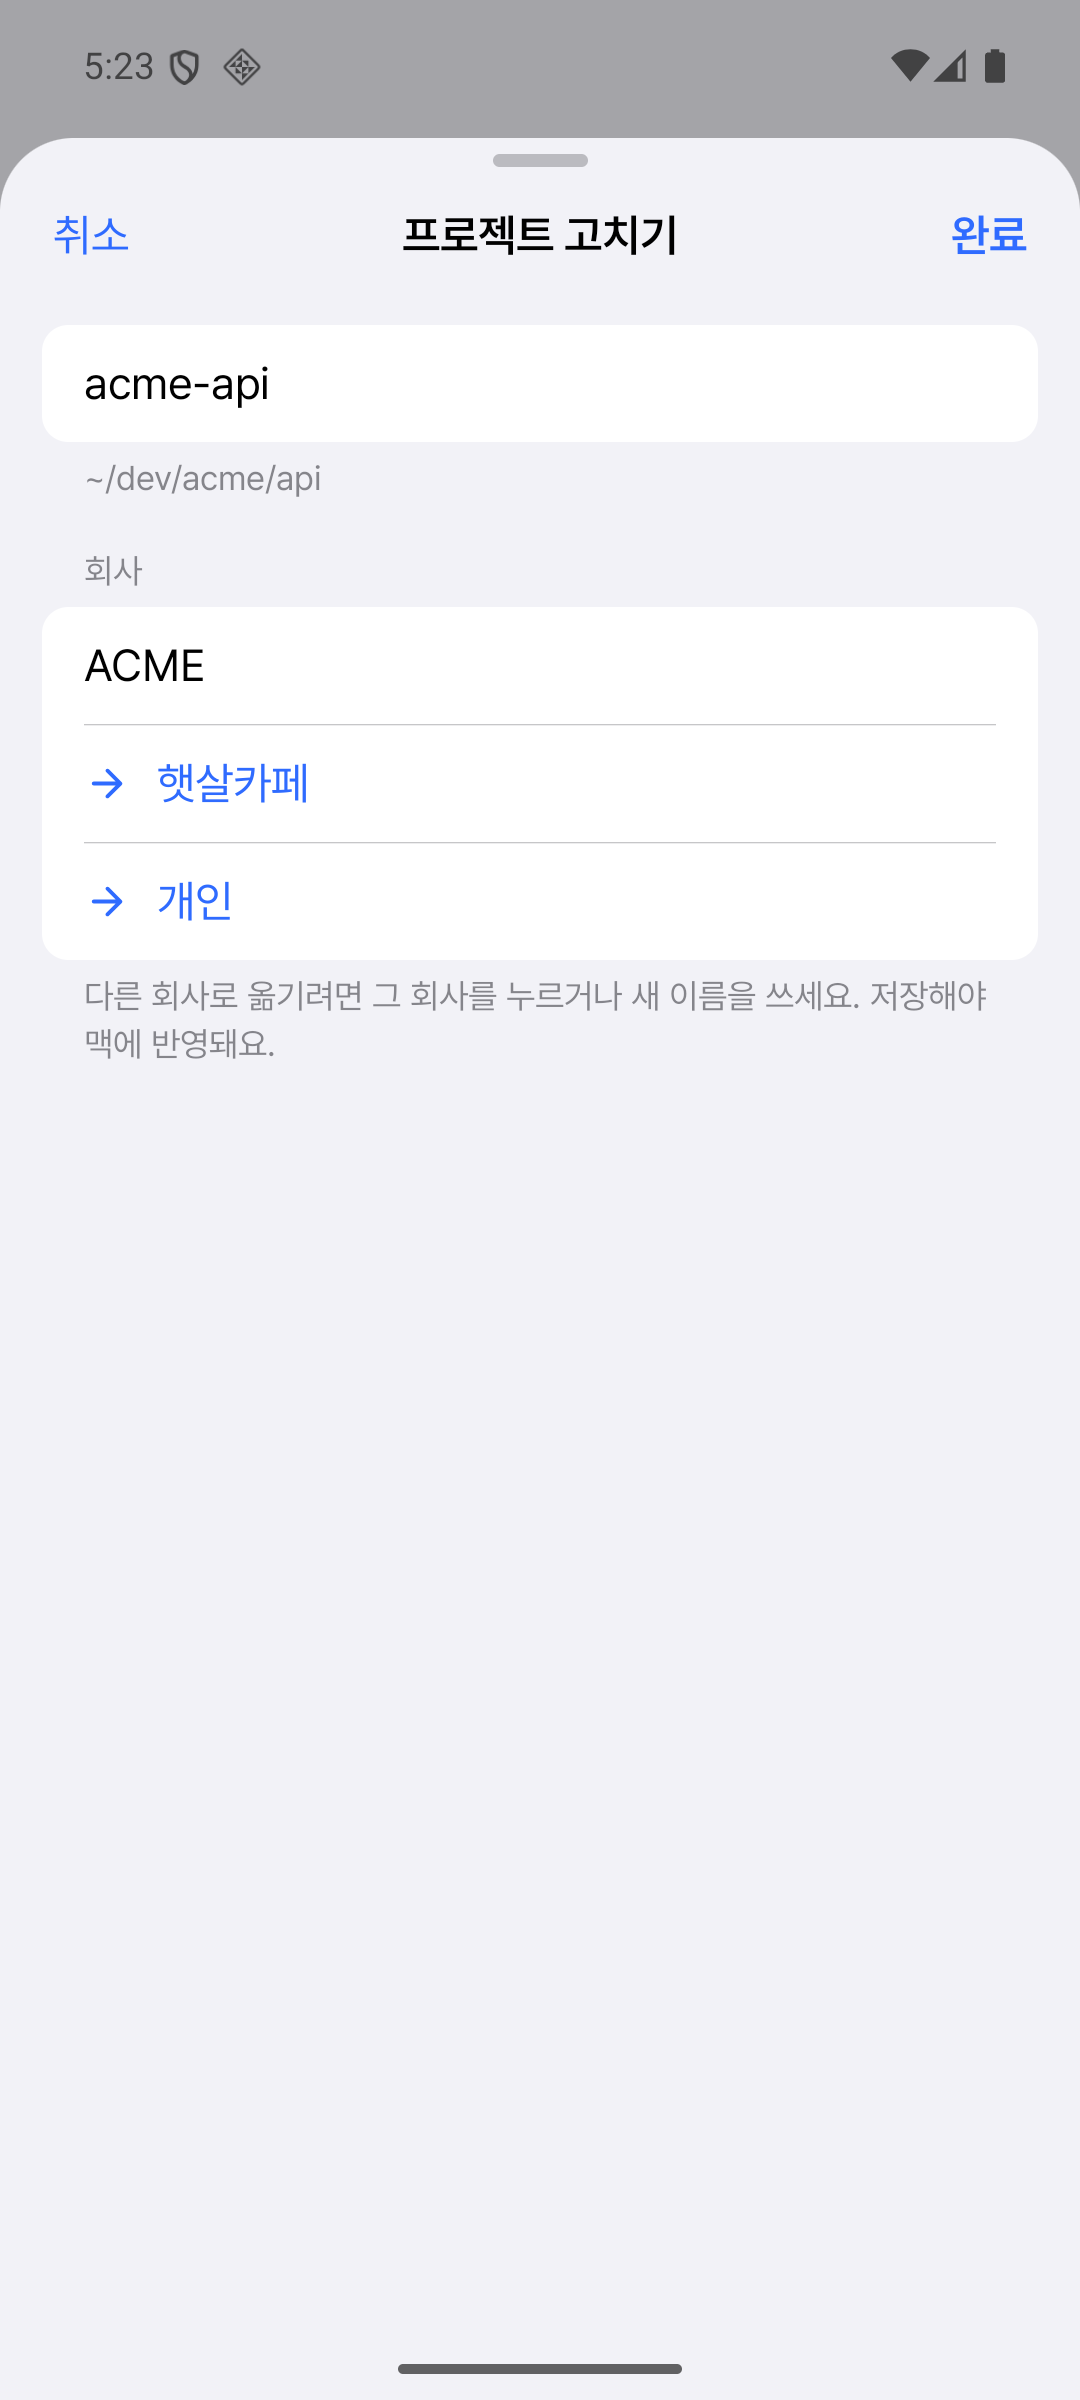 5:23
취소
프로젝트 고치기
완료
acme-api
~/dev/acme/api
회사
ACME
햇살카페
개인
다른 회사로 옮기려면 그 회사를 누르거나 새 이름을 쓰세요. 저장해야
맥에 반영돼요.